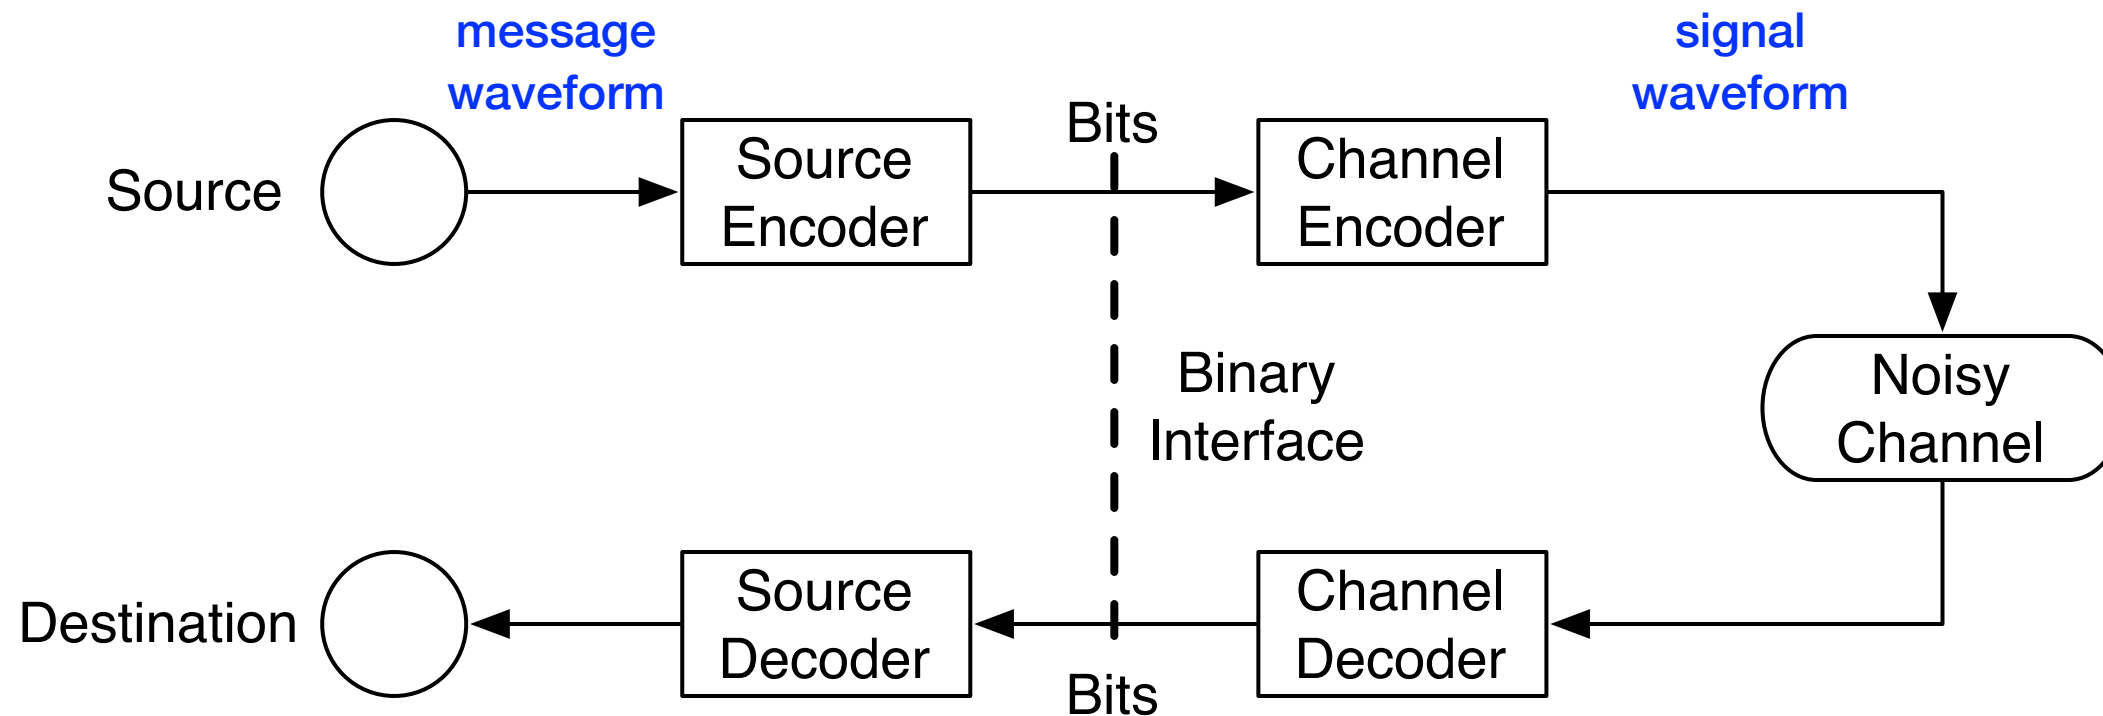 message
waveform
signal
waveform
Bits
Source
Source
Encoder
Channel
Encoder
Binary
Interface
Noisy
Channel
Destination
Source
Decoder
Channel
Decoder
Bits